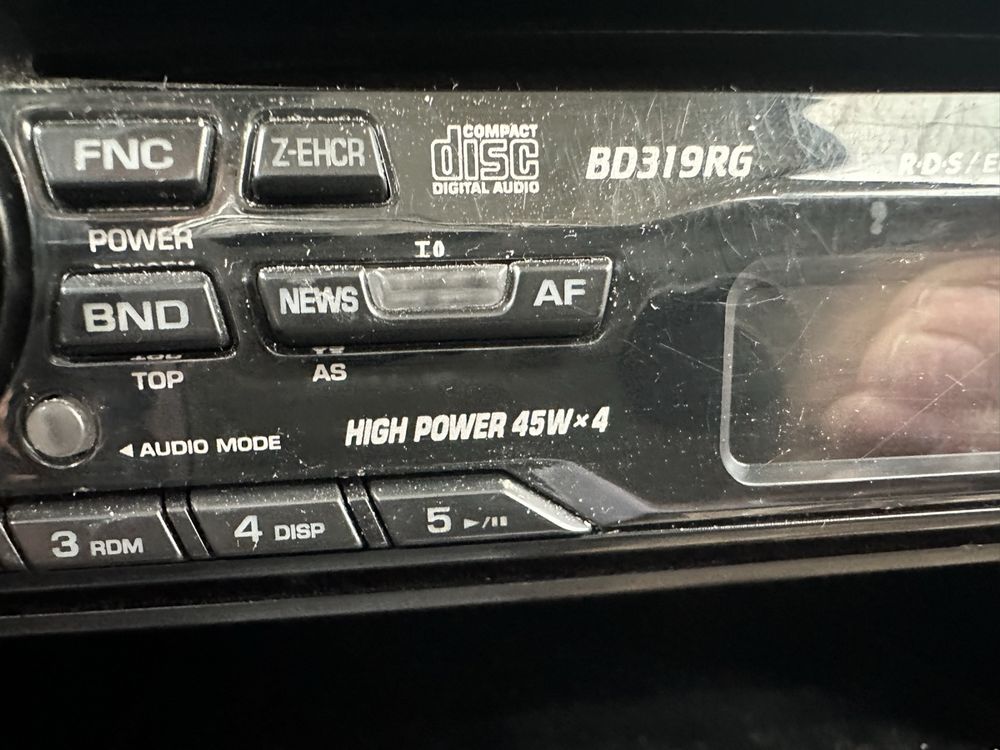 FNC
Z-EHCR
COMPACT
disc
DIGITAL AUDIO
BD319RG
R·D·S/E
POWER
BND
NEWS
AF
TOP
AS
◄ AUDIO MODE
HIGH POWER 45W×4
3 RDM
4 DISP
5 ►/II